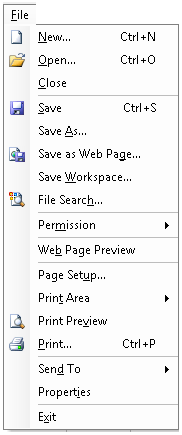 File
New... Ctrl+N
Open... Ctrl+O
Close
Save Ctrl+S
Save As...
Save as Web Page...
Save Workspace...
File Search...
Permission
Web Page Preview
Page Setup...
Print Area
Print Preview
Print... Ctrl+P
Send To
Properties
Exit